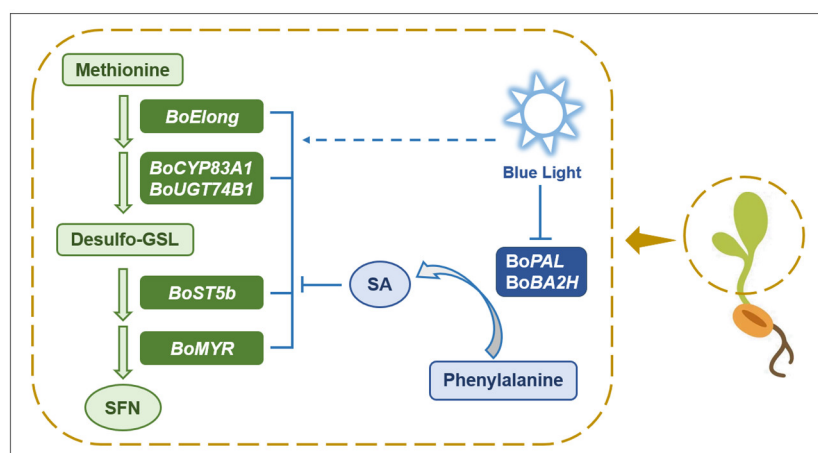 Methionine
BoElong
BoCYP83A1
BoUGT74B1
Desulfo-GSL
BoST5b
BoMYR
SFN
Blue Light
BoPAL
BoBA2H
SA
Phenylalanine